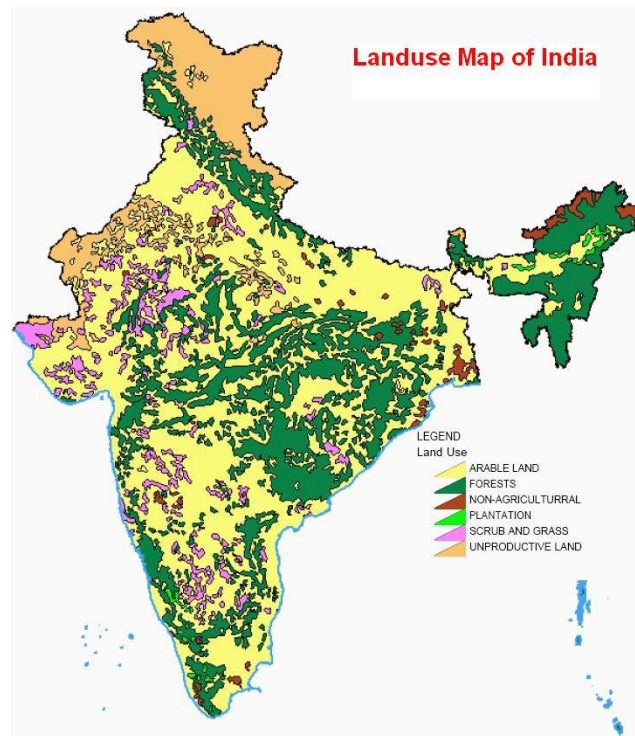 Landuse Map of India
LEGEND
Land Use
ARABLE LAND
FORESTS
NON-AGRICULTURRAL
PLANTATION
SCRUB AND GRASS
UNPRODUCTIVE LAND